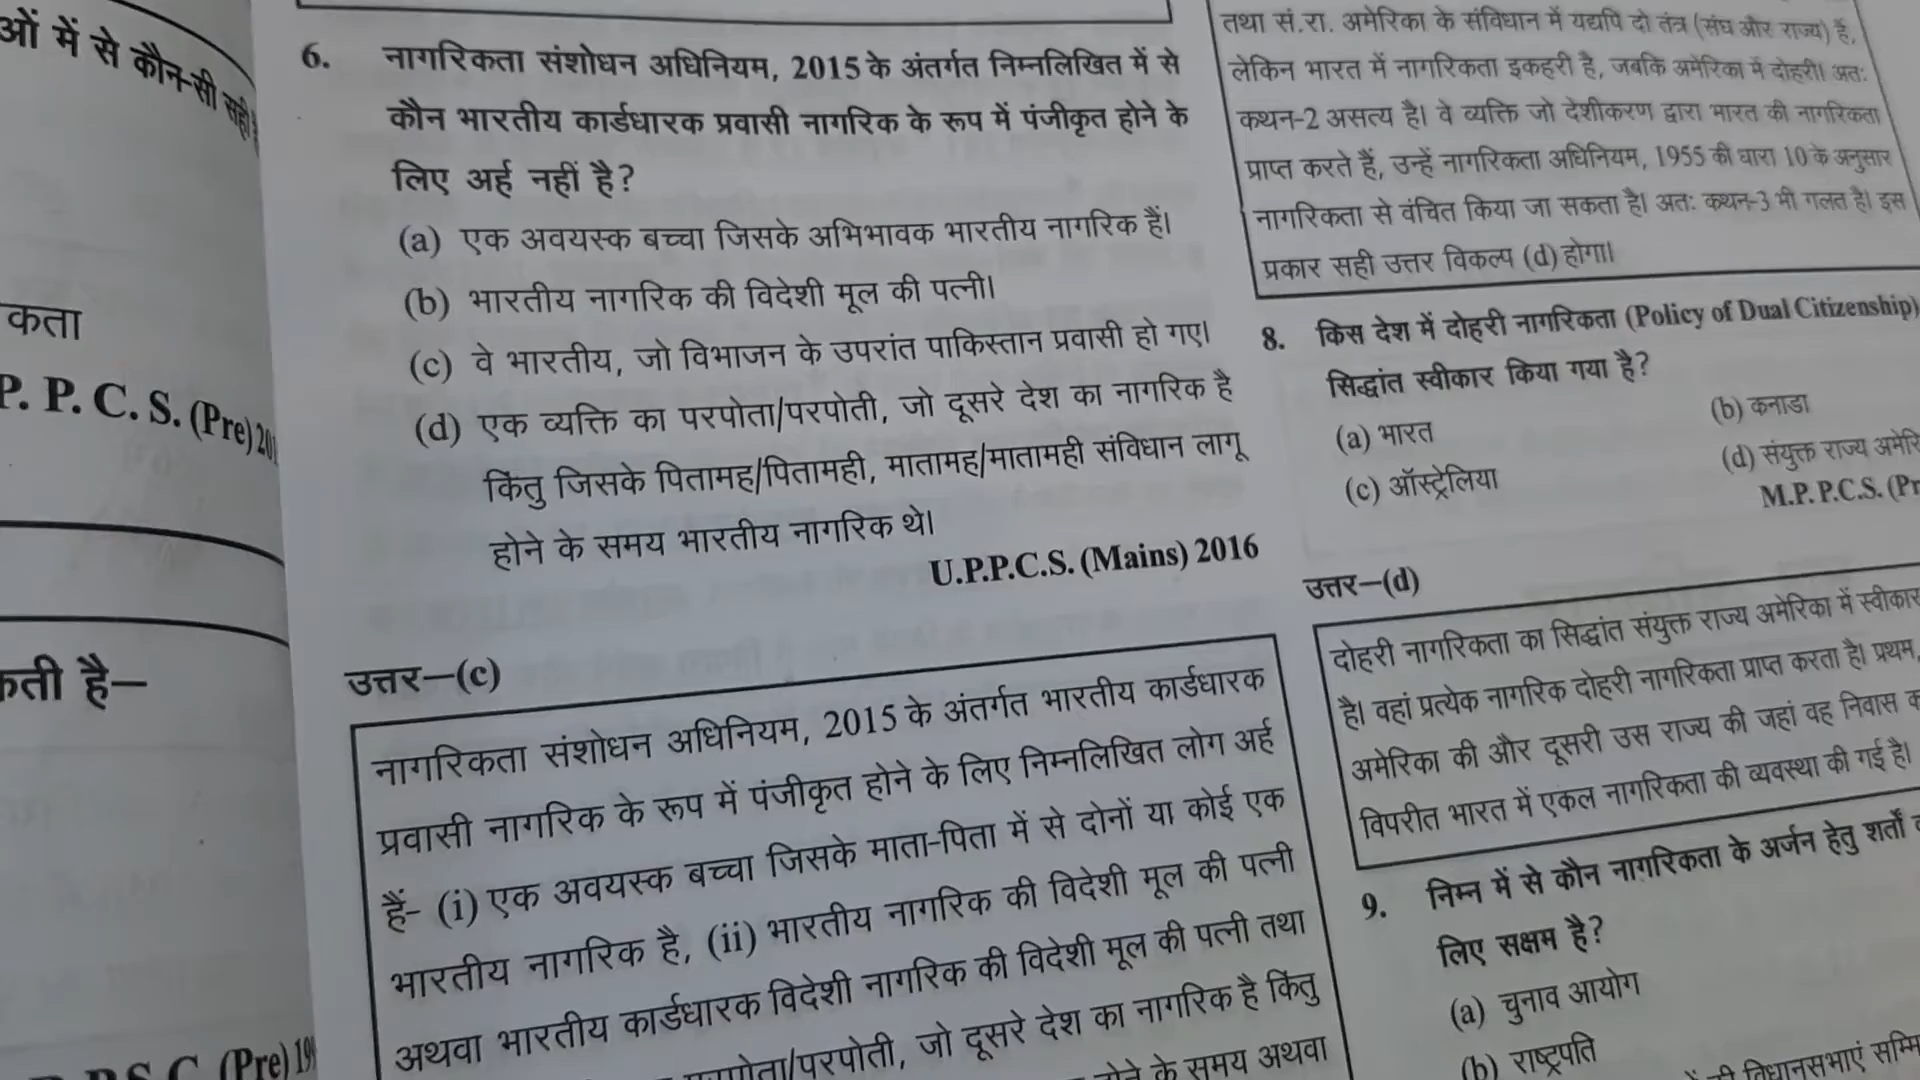 ओं में से कौन-सी सही
कता
P. P. C. S. (Pre) 201
कती है–
(Pre) 199
6. नागरिकता संशोधन अधिनियम, 2015 के अंतर्गत निम्नलिखित में से
कौन भारतीय कार्डधारक प्रवासी नागरिक के रूप में पंजीकृत होने के
लिए अर्ह नहीं है?
(a) एक अवयस्क बच्चा जिसके अभिभावक भारतीय नागरिक हैं।
(b) भारतीय नागरिक की विदेशी मूल की पत्नी।
(c) वे भारतीय, जो विभाजन के उपरांत पाकिस्तान प्रवासी हो गए।
(d) एक व्यक्ति का परपोता/परपोती, जो दूसरे देश का नागरिक है
किंतु जिसके पितामह/पितामही, मातामह/मातामही संविधान लागू
होने के समय भारतीय नागरिक थे।
U.P.P.C.S. (Mains) 2016
उत्तर–(c)
नागरिकता संशोधन अधिनियम, 2015 के अंतर्गत भारतीय कार्डधारक
प्रवासी नागरिक के रूप में पंजीकृत होने के लिए निम्नलिखित लोग अर्ह
हैं- (i) एक अवयस्क बच्चा जिसके माता-पिता में से दोनों या कोई एक
भारतीय नागरिक है, (ii) भारतीय नागरिक की विदेशी मूल की पत्नी
अथवा भारतीय कार्डधारक विदेशी नागरिक की विदेशी मूल की पत्नी तथा
परपोता/परपोती, जो दूसरे देश का नागरिक है किंतु
होने के समय अथवा
तथा सं.रा. अमेरिका के संविधान में यद्यपि दो तंत्र (संघ और राज्य) हैं,
लेकिन भारत में नागरिकता इकहरी है, जबकि अमेरिका में दोहरी। अतः
कथन-2 असत्य है। वे व्यक्ति जो देशीकरण द्वारा भारत की नागरिकता
प्राप्त करते हैं, उन्हें नागरिकता अधिनियम, 1955 की धारा 10 के अनुसार
नागरिकता से वंचित किया जा सकता है। अतः कथन-3 भी गलत है। इस
प्रकार सही उत्तर विकल्प (d) होगा।
8. किस देश में दोहरी नागरिकता (Policy of Dual Citizenship)
सिद्धांत स्वीकार किया गया है?
(a) भारत (b) कनाडा
(c) ऑस्ट्रेलिया (d) संयुक्त राज्य अमेरि
M.P.P.C.S. (Pr
उत्तर–(d)
दोहरी नागरिकता का सिद्धांत संयुक्त राज्य अमेरिका में स्वीकार
है। वहां प्रत्येक नागरिक दोहरी नागरिकता प्राप्त करता है। प्रथम,
अमेरिका की और दूसरी उस राज्य की जहां वह निवास क
विपरीत भारत में एकल नागरिकता की व्यवस्था की गई है।
9. निम्न में से कौन नागरिकता के अर्जन हेतु शर्तों
लिए सक्षम है?
(a) चुनाव आयोग
(b) राष्ट्रपति
विधानसभाएं सम्मि